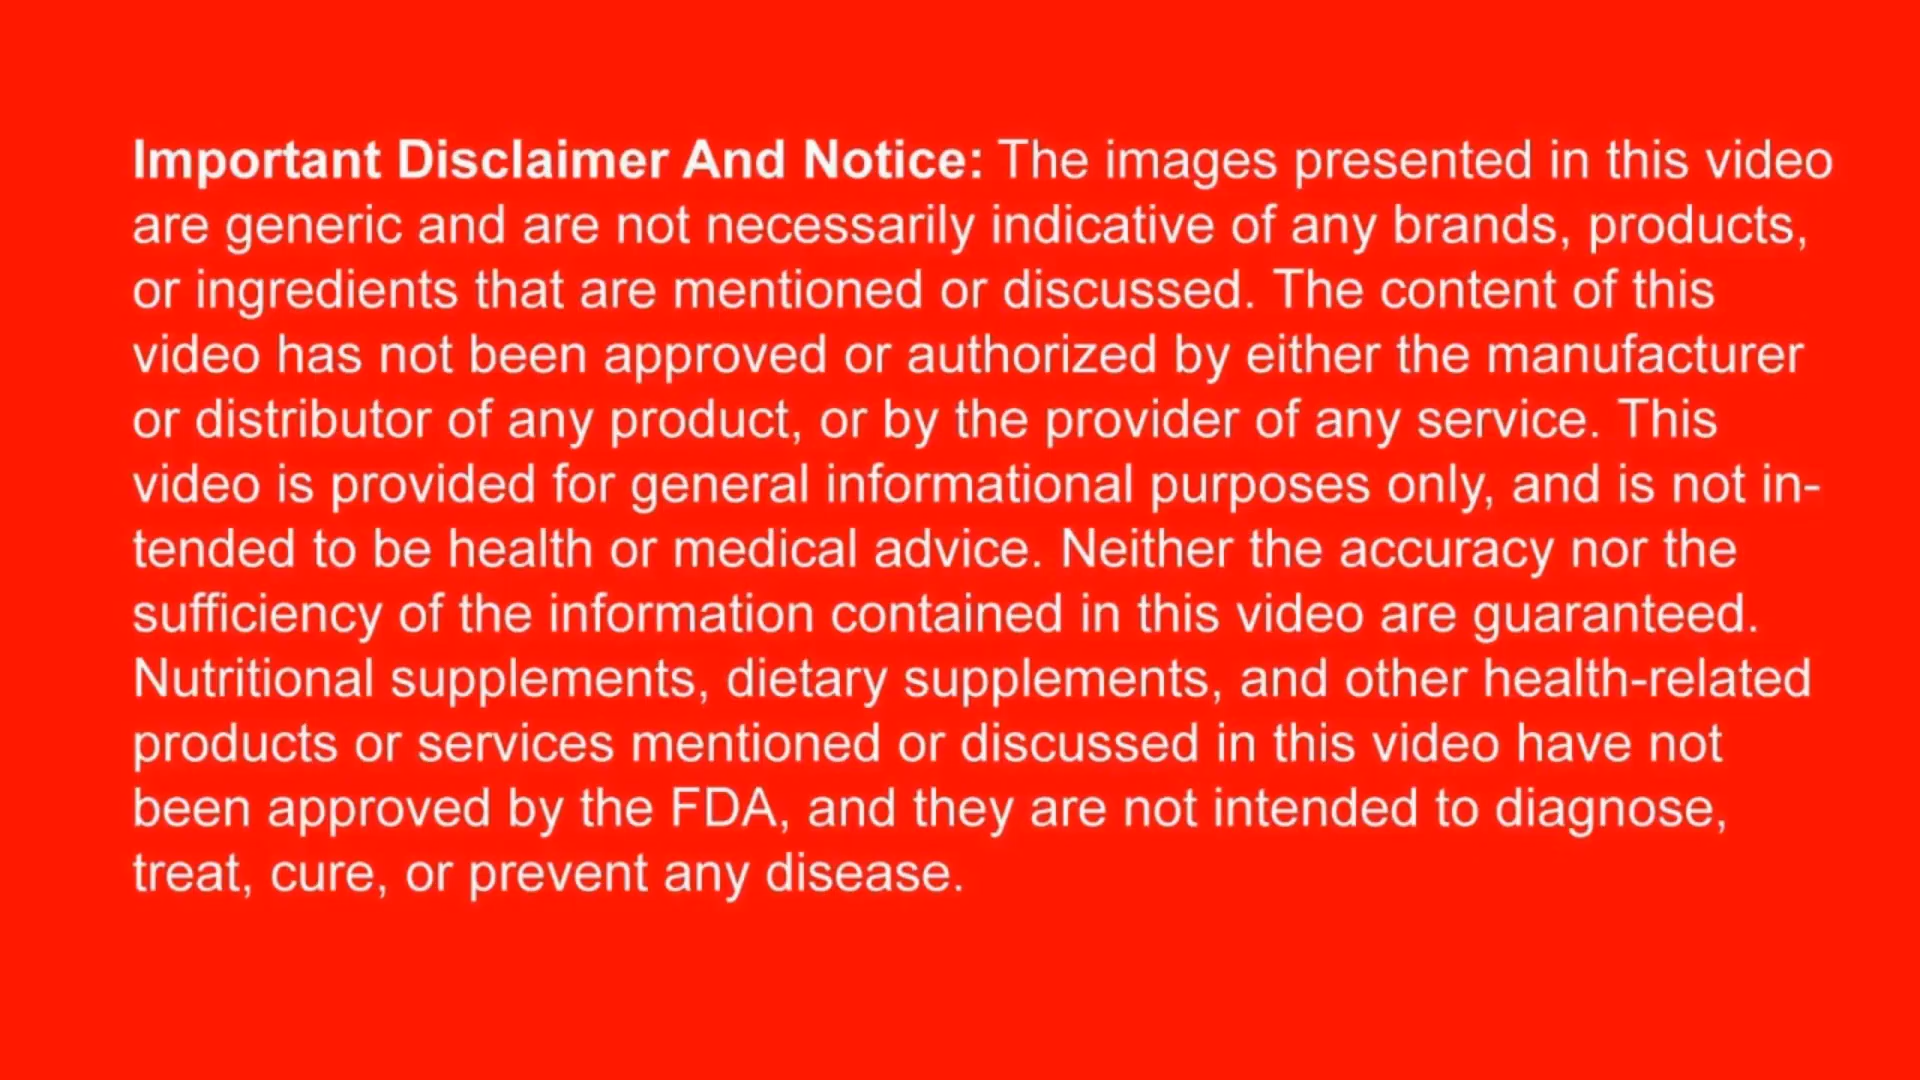 Important Disclaimer And Notice: The images presented in this video
are generic and are not necessarily indicative of any brands, products,
or ingredients that are mentioned or discussed. The content of this
video has not been approved or authorized by either the manufacturer
or distributor of any product, or by the provider of any service. This
video is provided for general informational purposes only, and is not in-
tended to be health or medical advice. Neither the accuracy nor the
sufficiency of the information contained in this video are guaranteed.
Nutritional supplements, dietary supplements, and other health-related
products or services mentioned or discussed in this video have not
been approved by the FDA, and they are not intended to diagnose,
treat, cure, or prevent any disease.